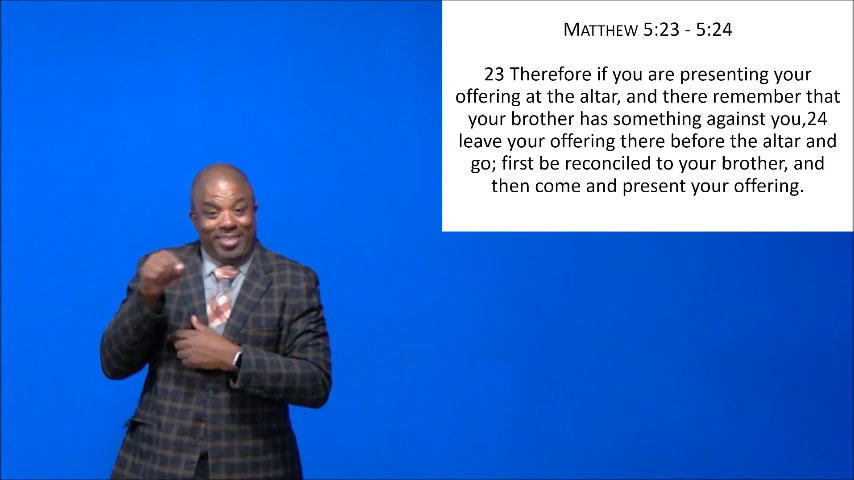 MATTHEW 5:23 - 5:24
23 Therefore if you are presenting your
offering at the altar, and there remember that
your brother has something against you,24
leave your offering there before the altar and
go; first be reconciled to your brother, and
then come and present your offering.